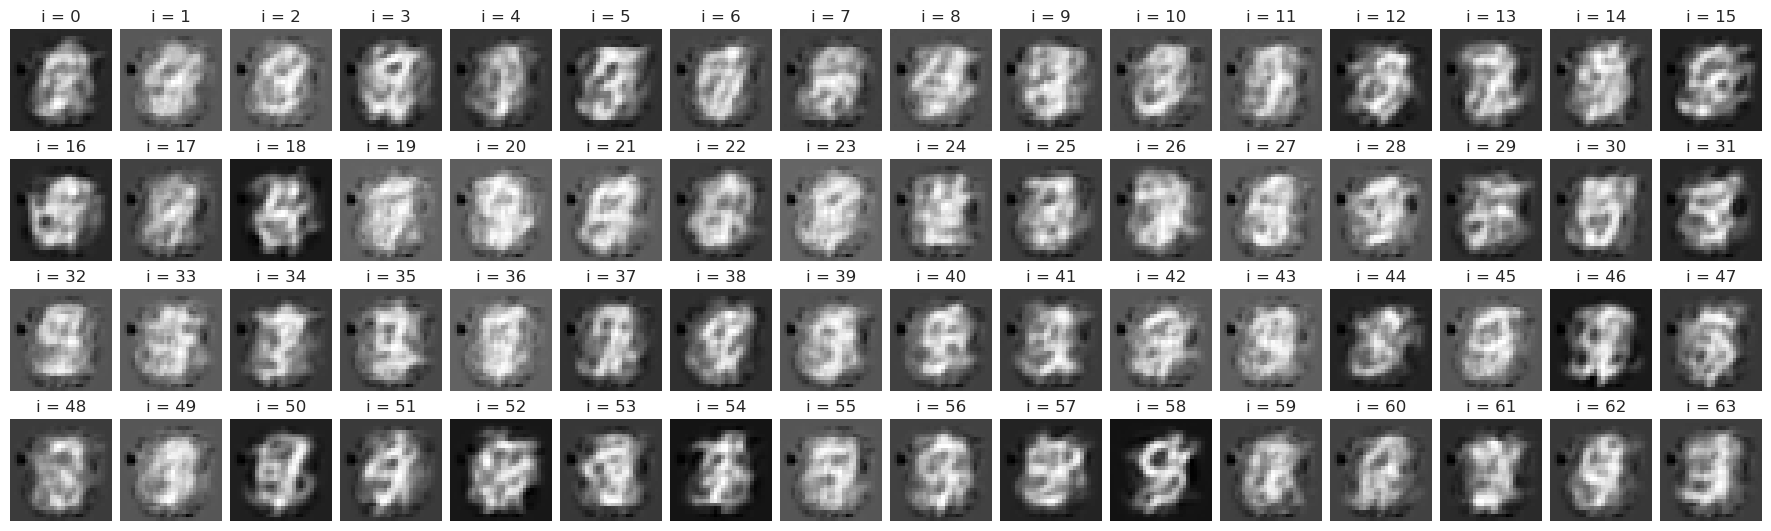 i = 0 i = 1 i = 2 i = 3 i = 4 i = 5 i = 6 i = 7 i = 8 i = 9 i = 10 i = 11 i = 12 i = 13 i = 14 i = 15
i = 16 i = 17 i = 18 i = 19 i = 20 i = 21 i = 22 i = 23 i = 24 i = 25 i = 26 i = 27 i = 28 i = 29 i = 30 i = 31
i = 32 i = 33 i = 34 i = 35 i = 36 i = 37 i = 38 i = 39 i = 40 i = 41 i = 42 i = 43 i = 44 i = 45 i = 46 i = 47
i = 48 i = 49 i = 50 i = 51 i = 52 i = 53 i = 54 i = 55 i = 56 i = 57 i = 58 i = 59 i = 60 i = 61 i = 62 i = 63